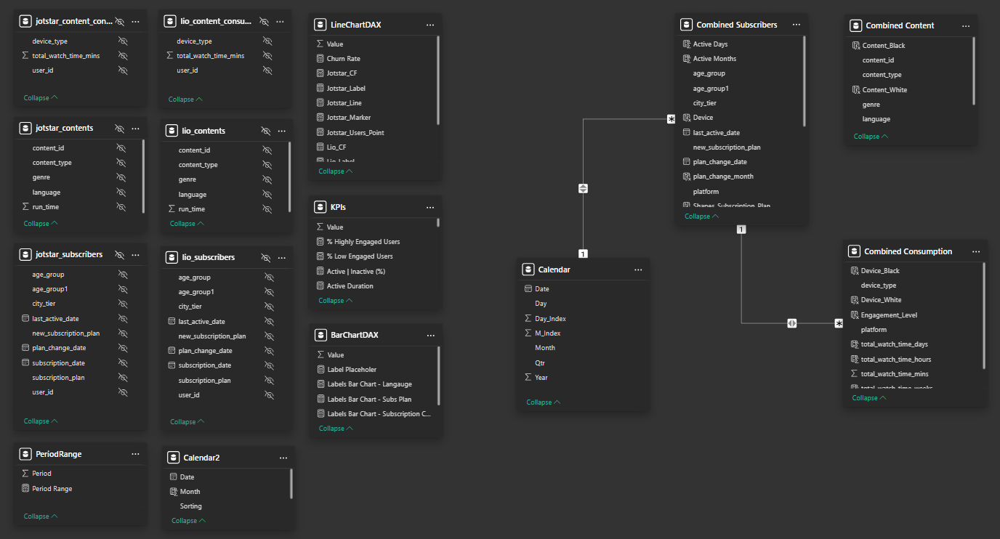 jotstar_content_con...
device_type
total_watch_time_mins
user_id
Collapse
lio_content_consu...
device_type
total_watch_time_mins
user_id
Collapse
LineChartDAX
Value
Churn Rate
Jotstar_CF
Jotstar_Label
Jotstar_Line
Jotstar_Marker
Jotstar_Users_Point
Lio_CF
Lio_Label
Collapse
Combined Subscribers
Active Days
Active Months
age_group
age_group1
city_tier
Device
last_active_date
new_subscription_plan
plan_change_date
plan_change_month
platform
Shapes_Subscription_Plan
Collapse
Combined Content
Content_Black
content_id
content_type
Content_White
genre
language
Collapse
jotstar_contents
content_id
content_type
genre
language
run_time
Collapse
lio_contents
content_id
content_type
genre
language
run_time
Collapse
KPIs
Value
% Highly Engaged Users
% Low Engaged Users
Active | Inactive (%)
Active Duration
Collapse
*
1
1
*
jotstar_subscribers
age_group
age_group1
city_tier
last_active_date
new_subscription_plan
plan_change_date
subscription_date
subscription_plan
user_id
Collapse
lio_subscribers
age_group
age_group1
city_tier
last_active_date
new_subscription_plan
plan_change_date
subscription_date
subscription_plan
user_id
Collapse
BarChartDAX
Value
Label Placeholer
Labels Bar Chart - Langauge
Labels Bar Chart - Subs Plan
Labels Bar Chart - Subscription C...
Collapse
Calendar
Date
Day
Day_Index
M_Index
Month
Qtr
Year
Collapse
Combined Consumption
Device_Black
device_type
Device_White
Engagement_Level
platform
total_watch_time_days
total_watch_time_hours
total_watch_time_mins
total_watch_time_weeks
Collapse
PeriodRange
Period
Period Range
Collapse
Calendar2
Date
Month
Sorting
Collapse